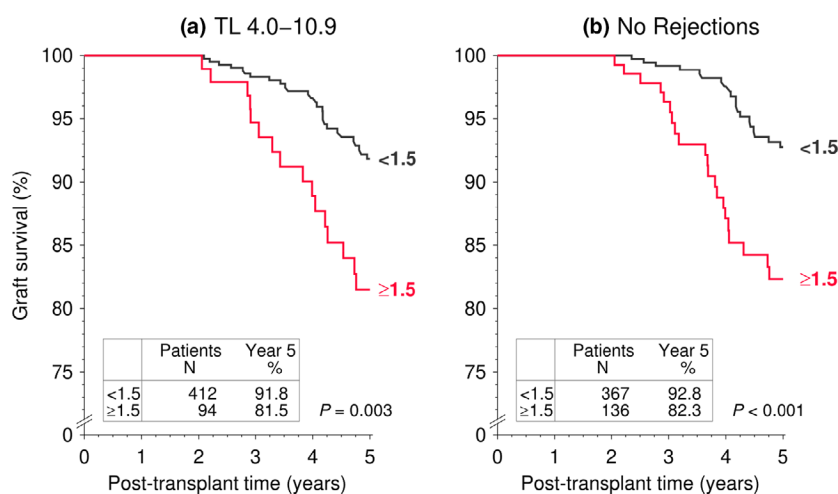 (a) TL 4.0–10.9
100
95
90
85
80
75
0
Graft survival (%)
<1.5
≥1.5
Patients Year 5
N %
<1.5 412 91.8
≥1.5 94 81.5
P = 0.003
0 1 2 3 4 5
Post-transplant time (years)
(b) No Rejections
100
95
90
85
80
75
0
<1.5
≥1.5
Patients Year 5
N %
<1.5 367 92.8
≥1.5 136 82.3
P < 0.001
0 1 2 3 4 5
Post-transplant time (years)